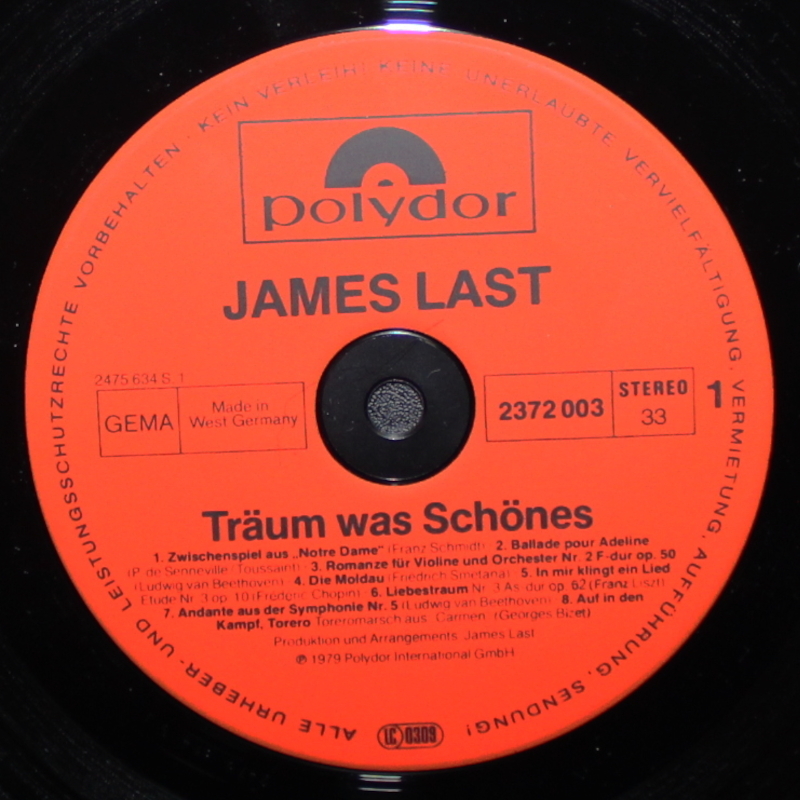 ALLE URHEBER- UND LEISTUNGSSCHUTZRECHTE VORBEHALTEN · KEIN VERLEIH! KEINE UNERLAUBTE VERVIELFÄLTIGUNG, VERMIETUNG, AUFFÜHRUNG, SENDUNG!
polydor
JAMES LAST
2475 634 S 1
GEMA
Made in
West Germany
2372 003
STEREO
33
1
Träum was Schönes
1. Zwischenspiel aus „Notre Dame“ (Franz Schmidt) 2. Ballade pour Adeline
(P. de Senneville/Toussaint) 3. Romanze für Violine und Orchester Nr. 2 F-dur op. 50
(Ludwig van Beethoven) 4. Die Moldau (Friedrich Smetana) 5. In mir klingt ein Lied
Etüde Nr. 3 op. 10 (Fréderic Chopin) 6. Liebestraum Nr. 3 As-dur op. 62 (Franz Liszt)
7. Andante aus der Symphonie Nr. 5 (Ludwig van Beethoven) 8. Auf in den
Kampf, Torero Toreromarsch aus „Carmen“ (Georges Bizet)
Produktion und Arrangements: James Last
℗ 1979 Polydor International GmbH
LC 0309